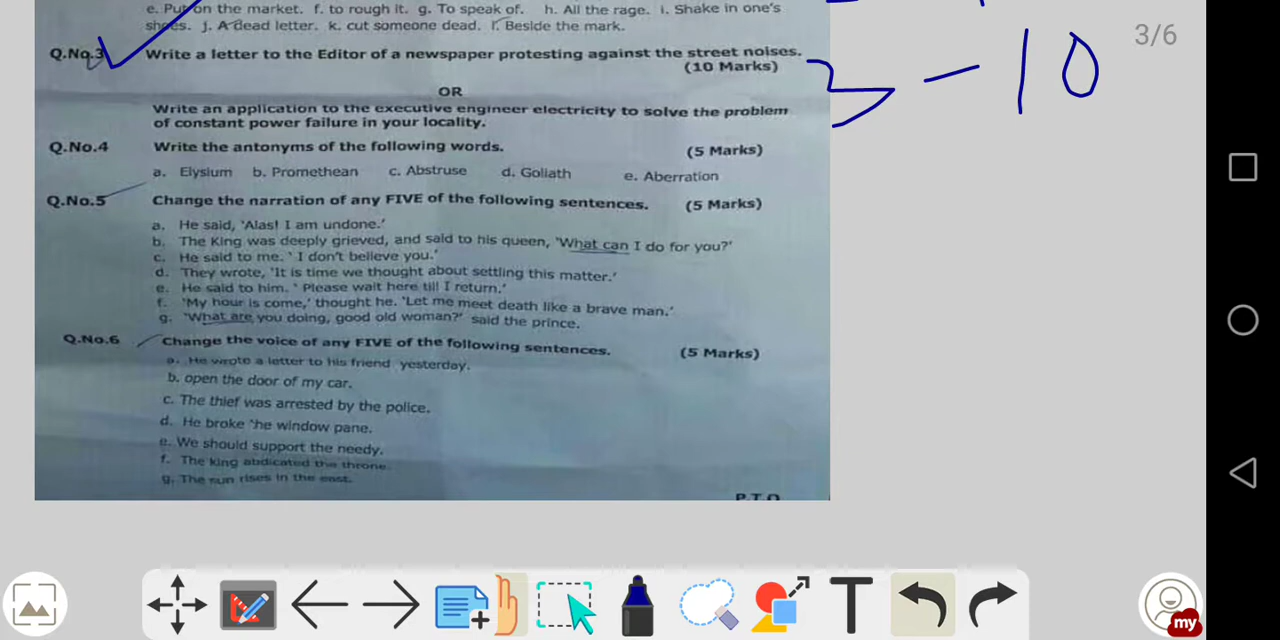 e. Put on the market. f. to rough it. g. To speak of. h. All the rage. i. Shake in one's
shoes. j. A dead letter. k. cut someone dead. l. Beside the mark.
3/6
Q.No.3 Write a letter to the Editor of a newspaper protesting against the street noises.
(10 Marks)
3 - 10
OR
Write an application to the executive engineer electricity to solve the problem
of constant power failure in your locality.
Q.No.4 Write the antonyms of the following words. (5 Marks)
a. Elysium b. Promethean c. Abstruse d. Goliath e. Aberration
Q.No.5 Change the narration of any FIVE of the following sentences. (5 Marks)
a. He said, 'Alas! I am undone.'
b. The King was deeply grieved, and said to his queen, 'What can I do for you?'
c. He said to me. ' I don't believe you.'
d. They wrote, 'It is time we thought about settling this matter.'
e. He said to him. ' Please wait here till I return.'
f. 'My hour is come,' thought he. 'Let me meet death like a brave man.'
g. 'What are you doing, good old woman?' said the prince.
Q.No.6 Change the voice of any FIVE of the following sentences. (5 Marks)
a. He wrote a letter to his friend yesterday.
b. open the door of my car.
c. The thief was arrested by the police.
d. He broke the window pane.
e. We should support the needy.
f. The king abdicated the throne.
g. The sun rises in the east.
P.T.O
T
my